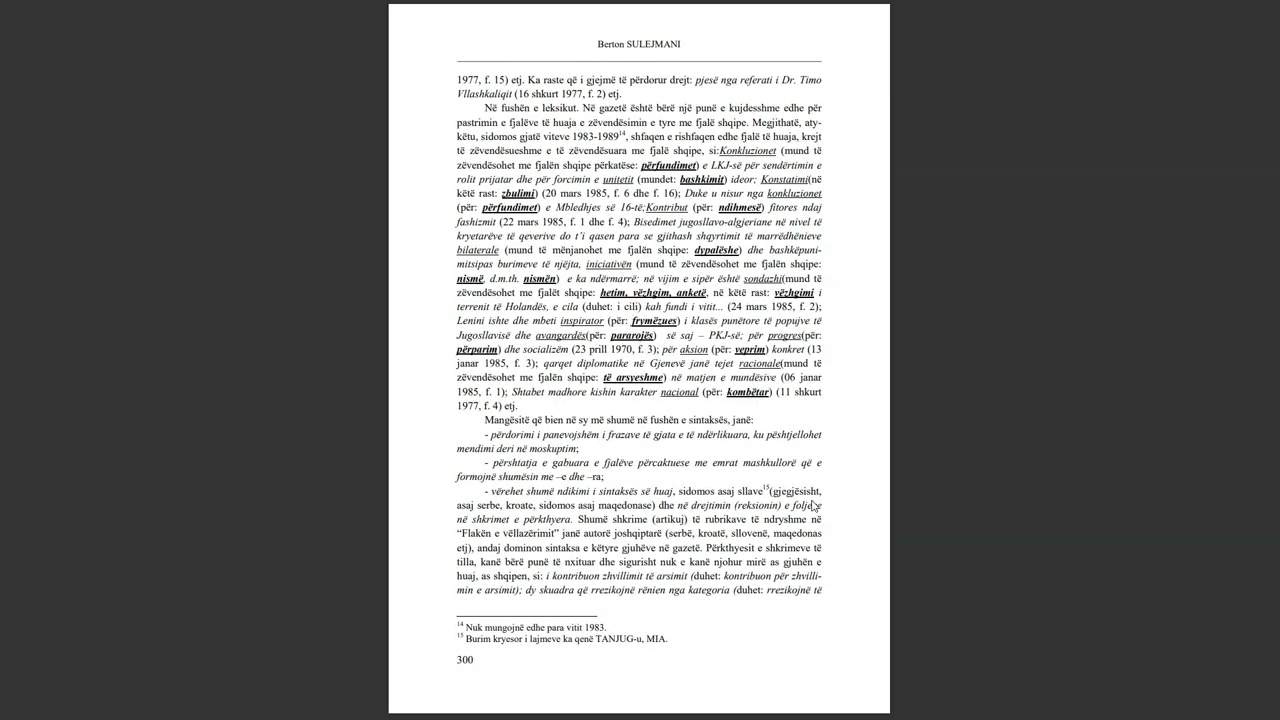 Berton SULEJMANI
1977, f. 15) etj. Ka raste që i gjejmë të përdorur drejt: pjesë nga referati i Dr. Timo
Vllashkaliqit (16 shkurt 1977, f. 2) etj.
Në fushën e leksikut. Në gazetë është bërë një punë e kujdesshme edhe për
pastrimin e fjalëve të huaja e zëvendësimin e tyre me fjalë shqipe. Megjithatë, aty-
këtu, sidomos gjatë viteve 1983-1989¹⁴, shfaqen e rishfaqen edhe fjalë të huaja, krejt
të zëvendësueshme e të zëvendësuara me fjalë shqipe, si:Konkluzionet (mund të
zëvendësohet me fjalën shqipe përkatëse: përfundimet) e LKJ-së për sendërtimin e
rolit prijatar dhe për forcimin e unitetit (mundet: bashkimit) ideor; Konstatimi(në
këtë rast: zbulimi) (20 mars 1985, f. 6 dhe f. 16); Duke u nisur nga konkluzionet
(për: përfundimet) e Mbledhjes së 16-të;Kontribut (për: ndihmesë) fitores ndaj
fashizmit (22 mars 1985, f. 1 dhe f. 4); Bisedimet jugosllavo-algjeriane në nivel të
kryetarëve të qeverive do t’i qasen para se gjithash shqyrtimit të marrëdhënieve
bilaterale (mund të mënjanohet me fjalën shqipe: dypalëshe) dhe bashkëpuni-
mitsipas burimeve të njëjta, iniciativën (mund të zëvendësohet me fjalën shqipe:
nismë, d.m.th. nismën) e ka ndërmarrë; në vijim e sipër është sondazhi(mund të
zëvendësohet me fjalët shqipe: hetim, vëzhgim, anketë, në këtë rast: vëzhgimi i
terrenit të Holandës, e cila (duhet: i cili) kah fundi i vitit... (24 mars 1985, f. 2);
Lenini ishte dhe mbeti inspirator (për: frymëzues) i klasës punëtore të popujve të
Jugosllavisë dhe avangardës(për: pararojës) së saj – PKJ-së; për progres(për:
përparim) dhe socializëm (23 prill 1970, f. 3); për aksion (për: veprim) konkret (13
janar 1985, f. 3); qarqet diplomatike në Gjenevë janë tejet racionale(mund të
zëvendësohet me fjalën shqipe: të arsyeshme) në matjen e mundësive (06 janar
1985, f. 1); Shtabet madhore kishin karakter nacional (për: kombëtar) (11 shkurt
1977, f. 4) etj.
Mangësitë që bien në sy më shumë në fushën e sintaksës, janë:
- përdorimi i panevojshëm i frazave të gjata e të ndërlikuara, ku pështjellohet
mendimi deri në moskuptim;
- përshtatja e gabuara e fjalëve përcaktuese me emrat mashkullorë që e
formojnë shumësin me –e dhe –ra;
- vërehet shumë ndikimi i sintaksës së huaj, sidomos asaj sllave¹⁵(gjegjësisht,
asaj serbe, kroate, sidomos asaj maqedonase) dhe në drejtimin (reksionin) e foljeve
në shkrimet e përkthyera. Shumë shkrime (artikuj) të rubrikave të ndryshme në
“Flakën e vëllazërimit” janë autorë joshqiptarë (serbë, kroatë, sllovenë, maqedonas
etj), andaj dominon sintaksa e këtyre gjuhëve në gazetë. Përkthyesit e shkrimeve të
tilla, kanë bërë punë të nxituar dhe sigurisht nuk e kanë njohur mirë as gjuhën e
huaj, as shqipen, si: i kontribuon zhvillimit të arsimit (duhet: kontribuon për zhvilli-
min e arsimit); dy skuadra që rrezikojnë rënien nga kategoria (duhet: rrezikojnë të
¹⁴ Nuk mungojnë edhe para vitit 1983.
¹⁵ Burim kryesor i lajmeve ka qenë TANJUG-u, MIA.
300